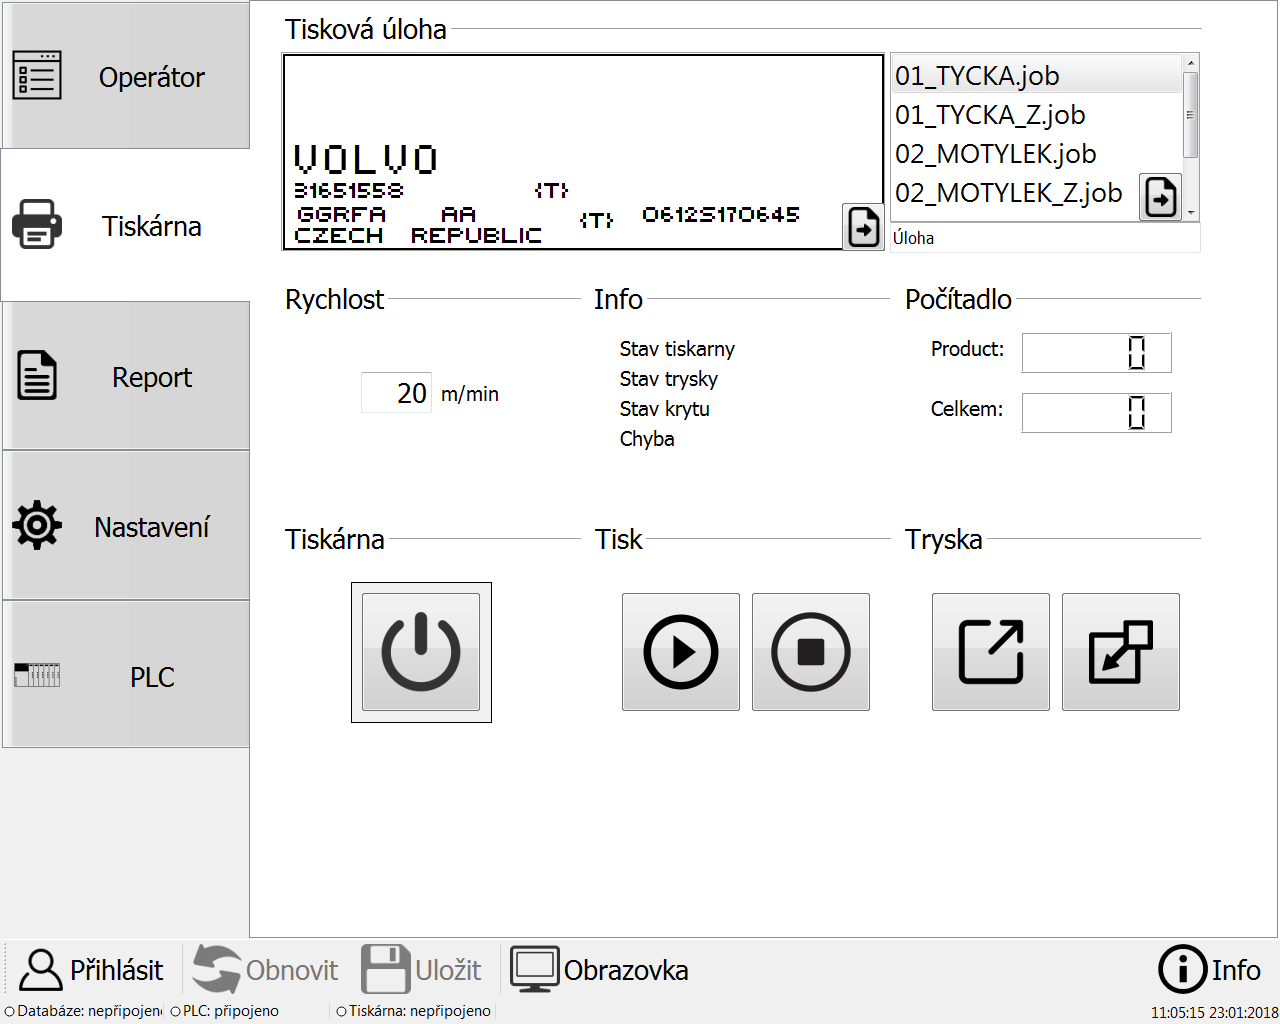 Operátor
Tiskárna
Report
Nastavení
PLC
Tisková úloha
VOLVO
31651558 {T}
GGRFA AA {T} 0612S170645
CZECH REPUBLIC
01_TYCKA.job
01_TYCKA_Z.job
02_MOTYLEK.job
02_MOTYLEK_Z.job
Úloha
Rychlost
20 m/min
Info
Stav tiskarny
Stav trysky
Stav krytu
Chyba
Počítadlo
Product: 0
Celkem: 0
Tiskárna
Tisk
Tryska
Přihlásit
Obnovit
Uložit
Obrazovka
Info
Databáze: nepřipojeno
PLC: připojeno
Tiskárna: nepřipojeno
11:05:15 23:01:2018